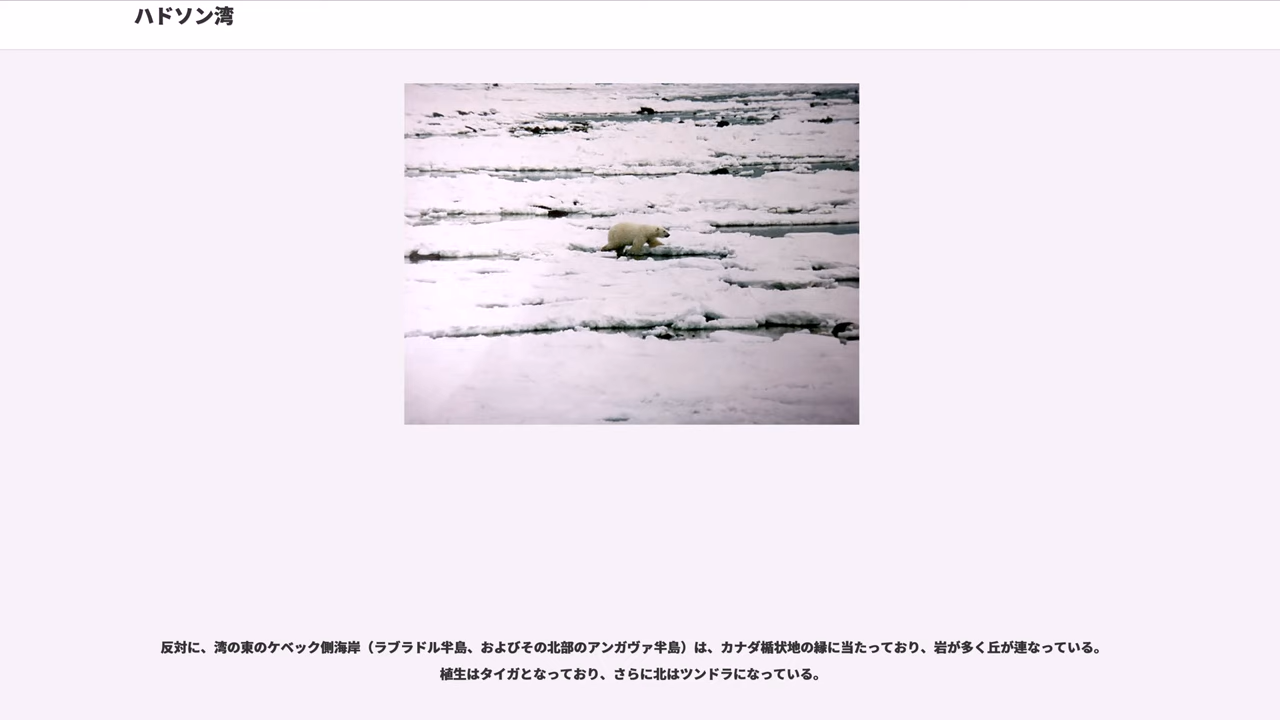 ハドソン湾
反対に、湾の東のケベック側海岸（ラブラドル半島、およびその北部のアンガヴァ半島）は、カナダ楯状地の縁に当たっており、岩が多く丘が連なっている。
植生はタイガとなっており、さらに北はツンドラになっている。